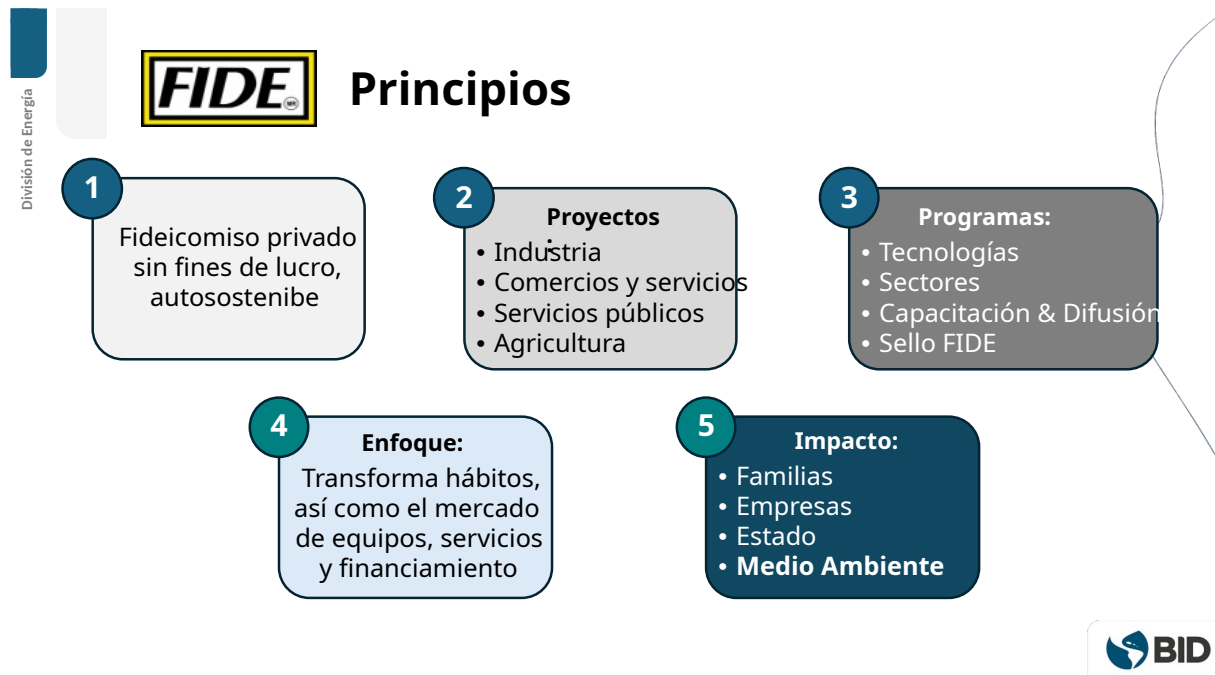 División de Energía
FIDE MR
Principios
1
Fideicomiso privado
sin fines de lucro,
autosostenibe
2
Proyectos
:
• Industria
• Comercios y servicios
• Servicios públicos
• Agricultura
3
Programas:
• Tecnologías
• Sectores
• Capacitación & Difusión
• Sello FIDE
4
Enfoque:
Transforma hábitos,
así como el mercado
de equipos, servicios
y financiamiento
5
Impacto:
• Familias
• Empresas
• Estado
• Medio Ambiente
BID